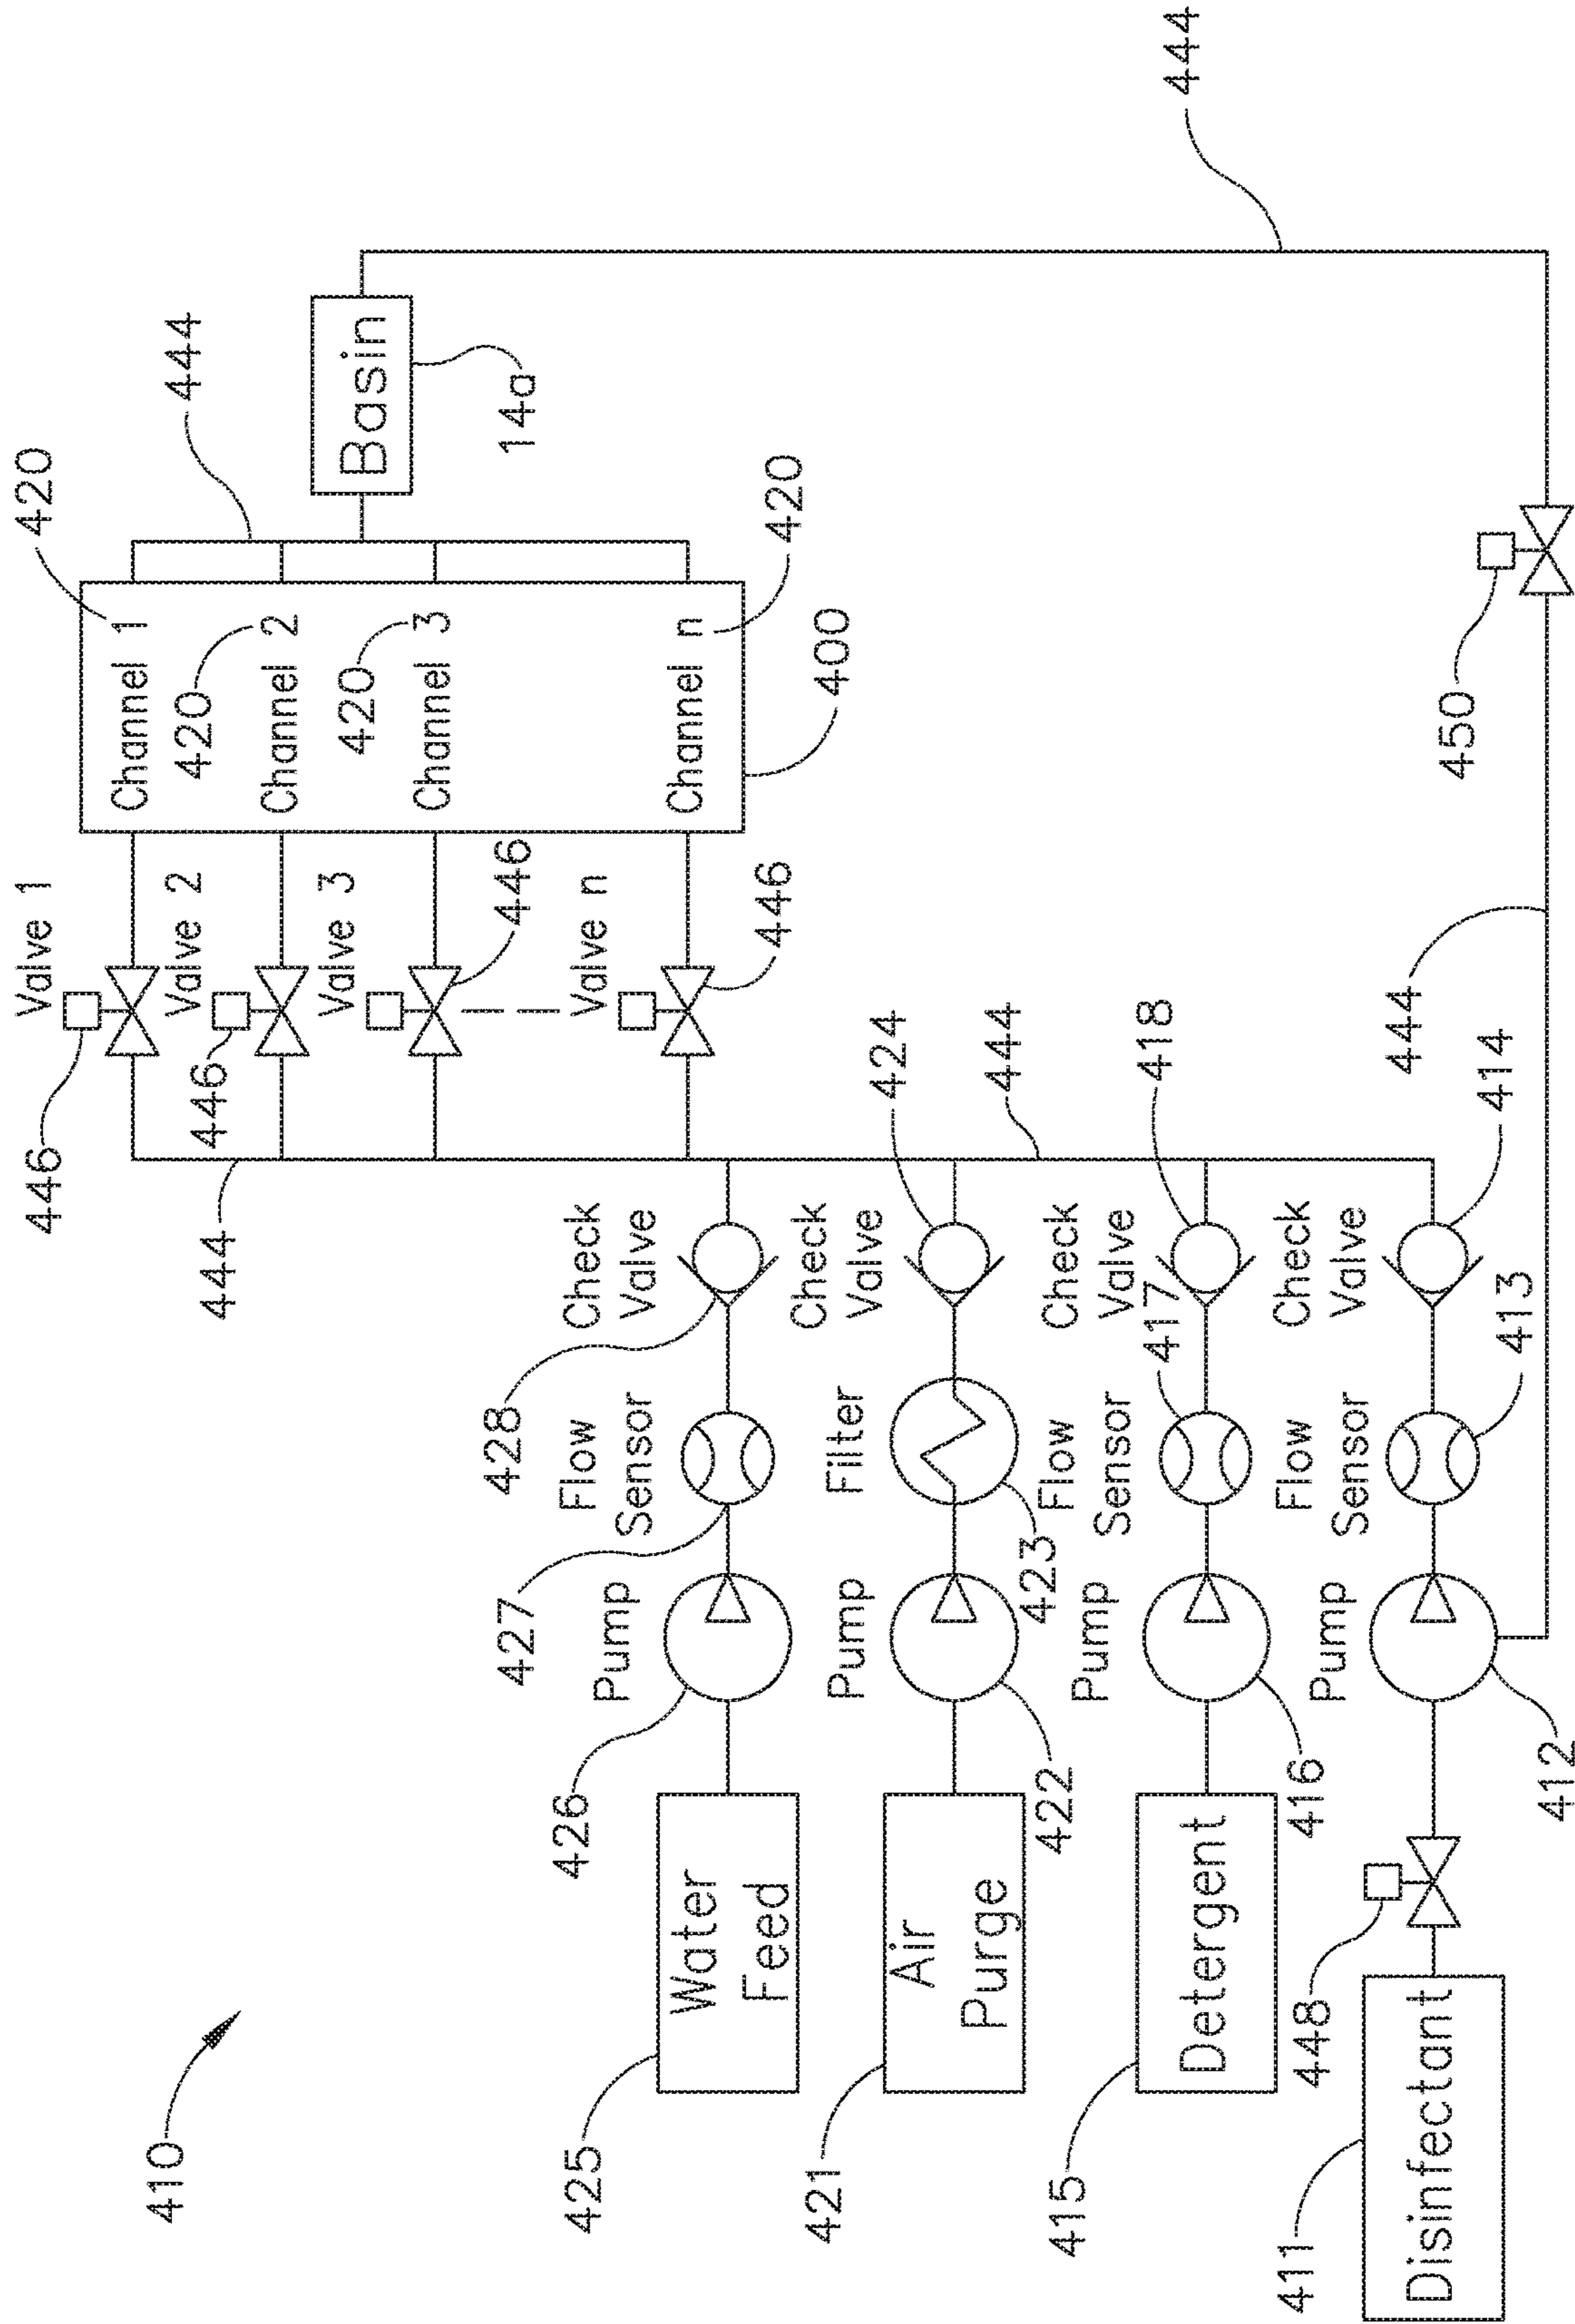 410
Valve 1
420
446
Channel 1
Valve 2
444
420
446
444
Channel 2
Valve 3
420
Basin
Channel 3
446
14a
Valve n
Channel n
446
420
400
425
Water
Feed
426
Pump
427
Flow
Sensor
428
Check
Valve
421
Air
Purge
422
Pump
Filter
423
Check
Valve
424
444
415
Detergent
416
Pump
Flow
Sensor
417
Check
Valve
418
444
411
Disinfectant
448
412
Pump
Flow
Sensor
413
Check
Valve
414
444
450